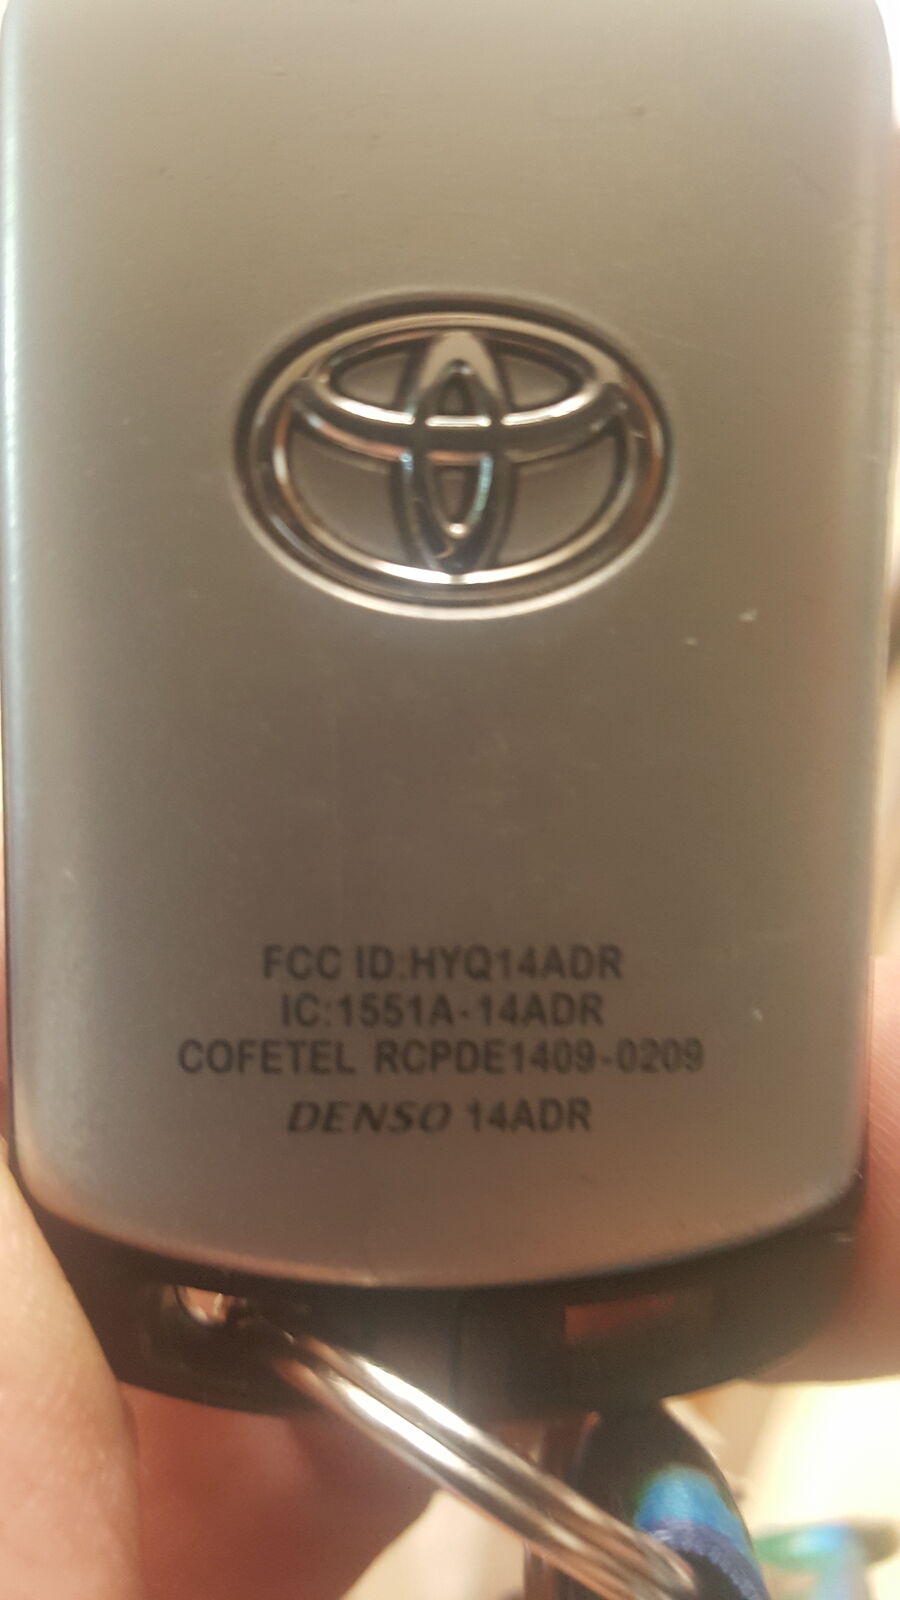 FCC ID:HYQ14ADR
IC:1551A-14ADR
COFETEL RCPDE1409-0209
DENSO 14ADR